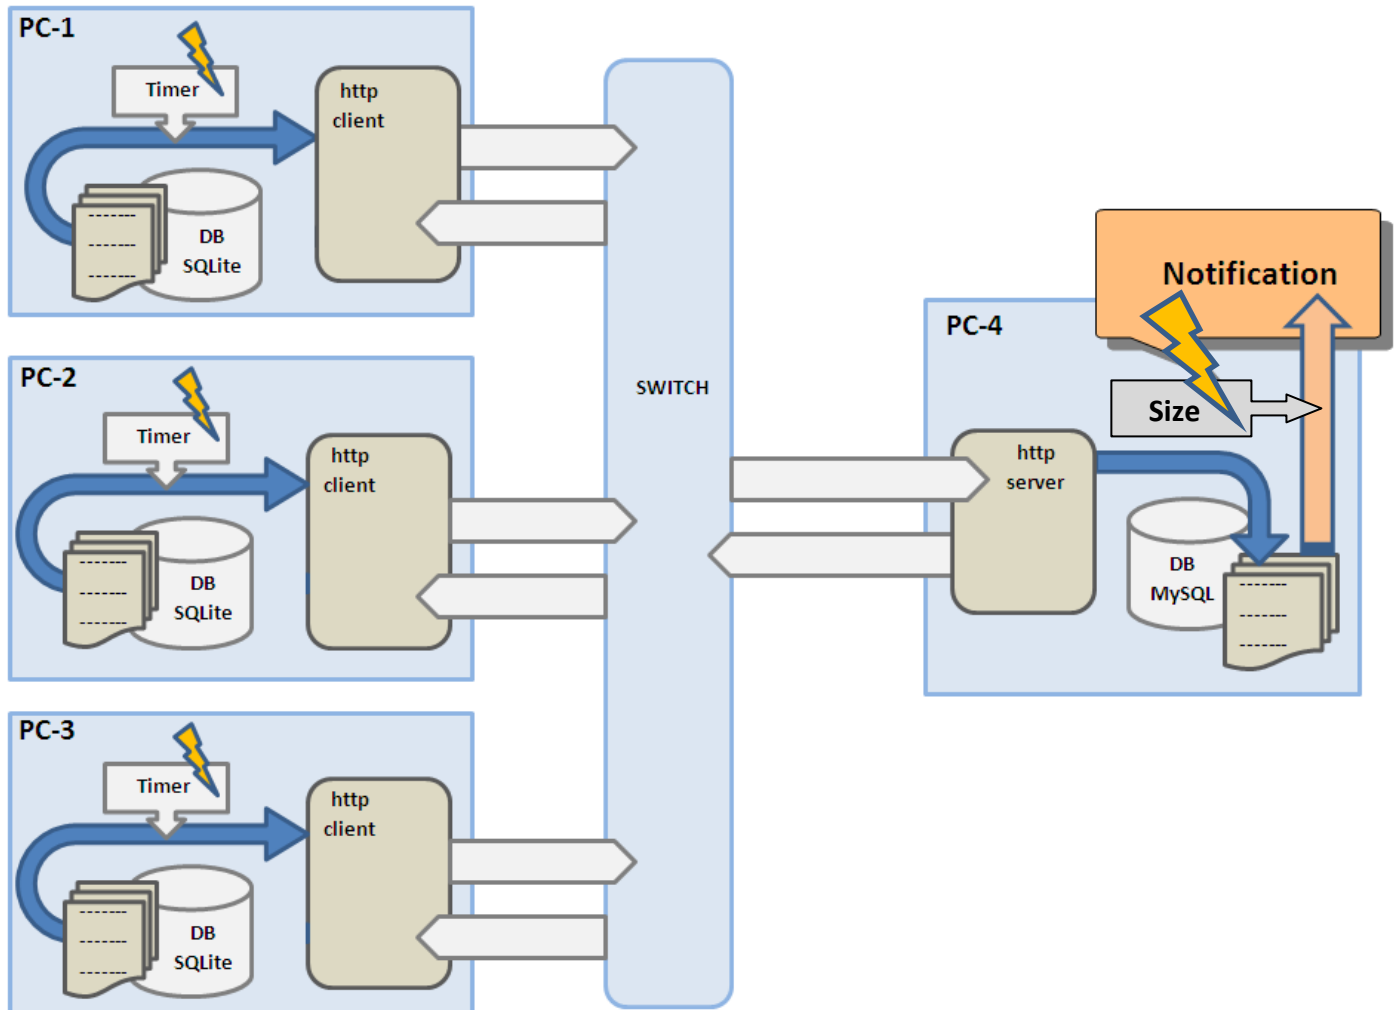 PC-1
Timer
http
client
DB
SQLite
PC-2
Timer
http
client
DB
SQLite
PC-3
Timer
http
client
DB
SQLite
SWITCH
Notification
PC-4
Size
http
server
DB
MySQL